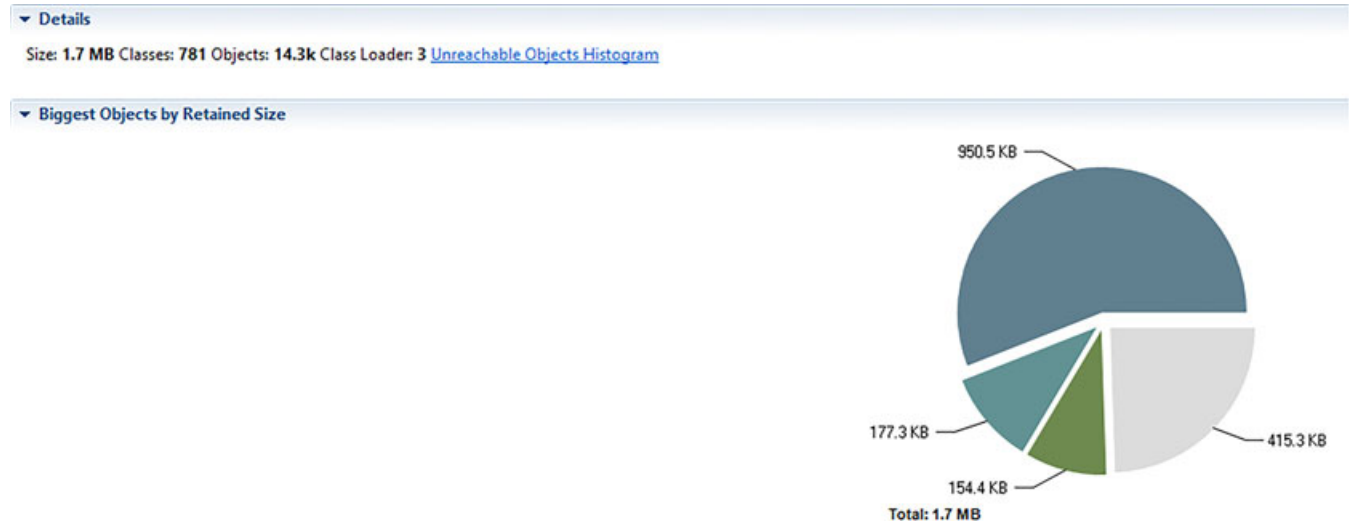 Details
Size: 1.7 MB Classes: 781 Objects: 14.3k Class Loader: 3 Unreachable Objects Histogram
Biggest Objects by Retained Size
950.5 KB
177.3 KB
415.3 KB
154.4 KB
Total: 1.7 MB